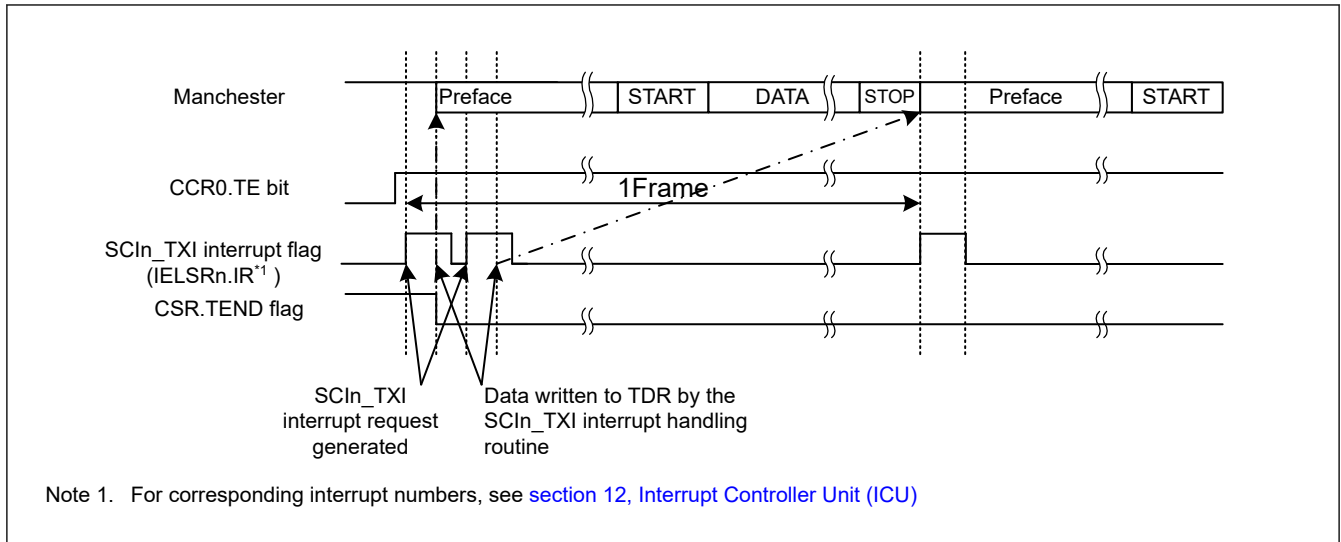 Manchester
Preface
START
DATA
STOP
Preface
START
CCR0.TE bit
1Frame
SCIn_TXI interrupt flag
(IELSRn.IR*1 )
CSR.TEND flag
SCIn_TXI
interrupt request
generated
Data written to TDR by the
SCIn_TXI interrupt handling
routine
Note 1. For corresponding interrupt numbers, see section 12, Interrupt Controller Unit (ICU)